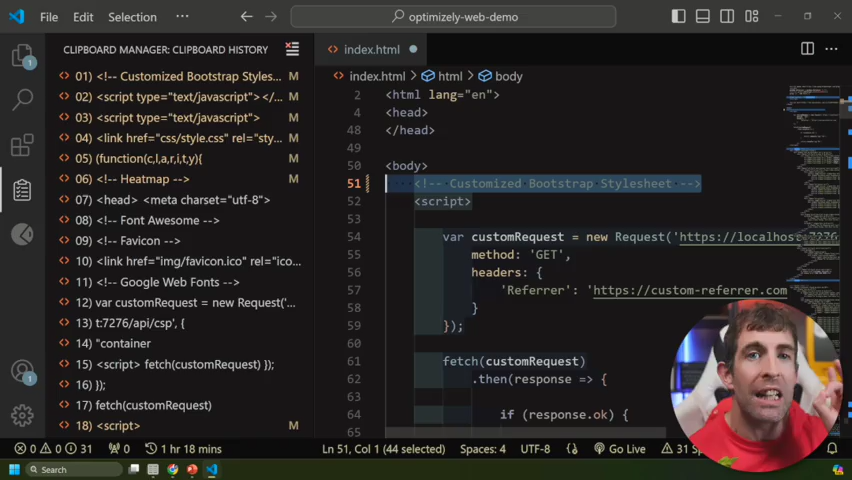 File Edit Selection ··· optimizely-web-demo
CLIPBOARD MANAGER: CLIPBOARD HISTORY
01) <!-- Customized Bootstrap Styles... M
02) <script type="text/javascript"></... M
03) <script type="text/javascript"> M
04) <link href="css/style.css" rel="sty... M
05) (function(c,l,a,r,i,t,y){
06) <!-- Heatmap --> M
07) <head> <meta charset="utf-8">
08) <!-- Font Awesome -->
09) <!-- Favicon -->
10) <link href="img/favicon.ico" rel="ico...
11) <!-- Google Web Fonts -->
12) var customRequest = new Request('...
13) t:7276/api/csp', {
14) "container
15) <script> fetch(customRequest) });
16) });
17) fetch(customRequest)
18) <script> M
1
1
index.html
index.html > html > body
2 <html lang="en">
4 <head>
48 </head>
50 <body>
51 <!-- Customized Bootstrap Stylesheet -->
52 <script>
53
54 var customRequest = new Request('https://localhost:7276
55 method: 'GET',
56 headers: {
57 'Referrer': 'https://custom-referrer.com
58 }
59 });
60
61 fetch(customRequest)
62 .then(response => {
63
64 if (response.ok) {
65
0 0 31 0 1 hr 18 mins Ln 51, Col 1 (44 selected) Spaces: 4 UTF-8 {} Go Live 31 S
Search